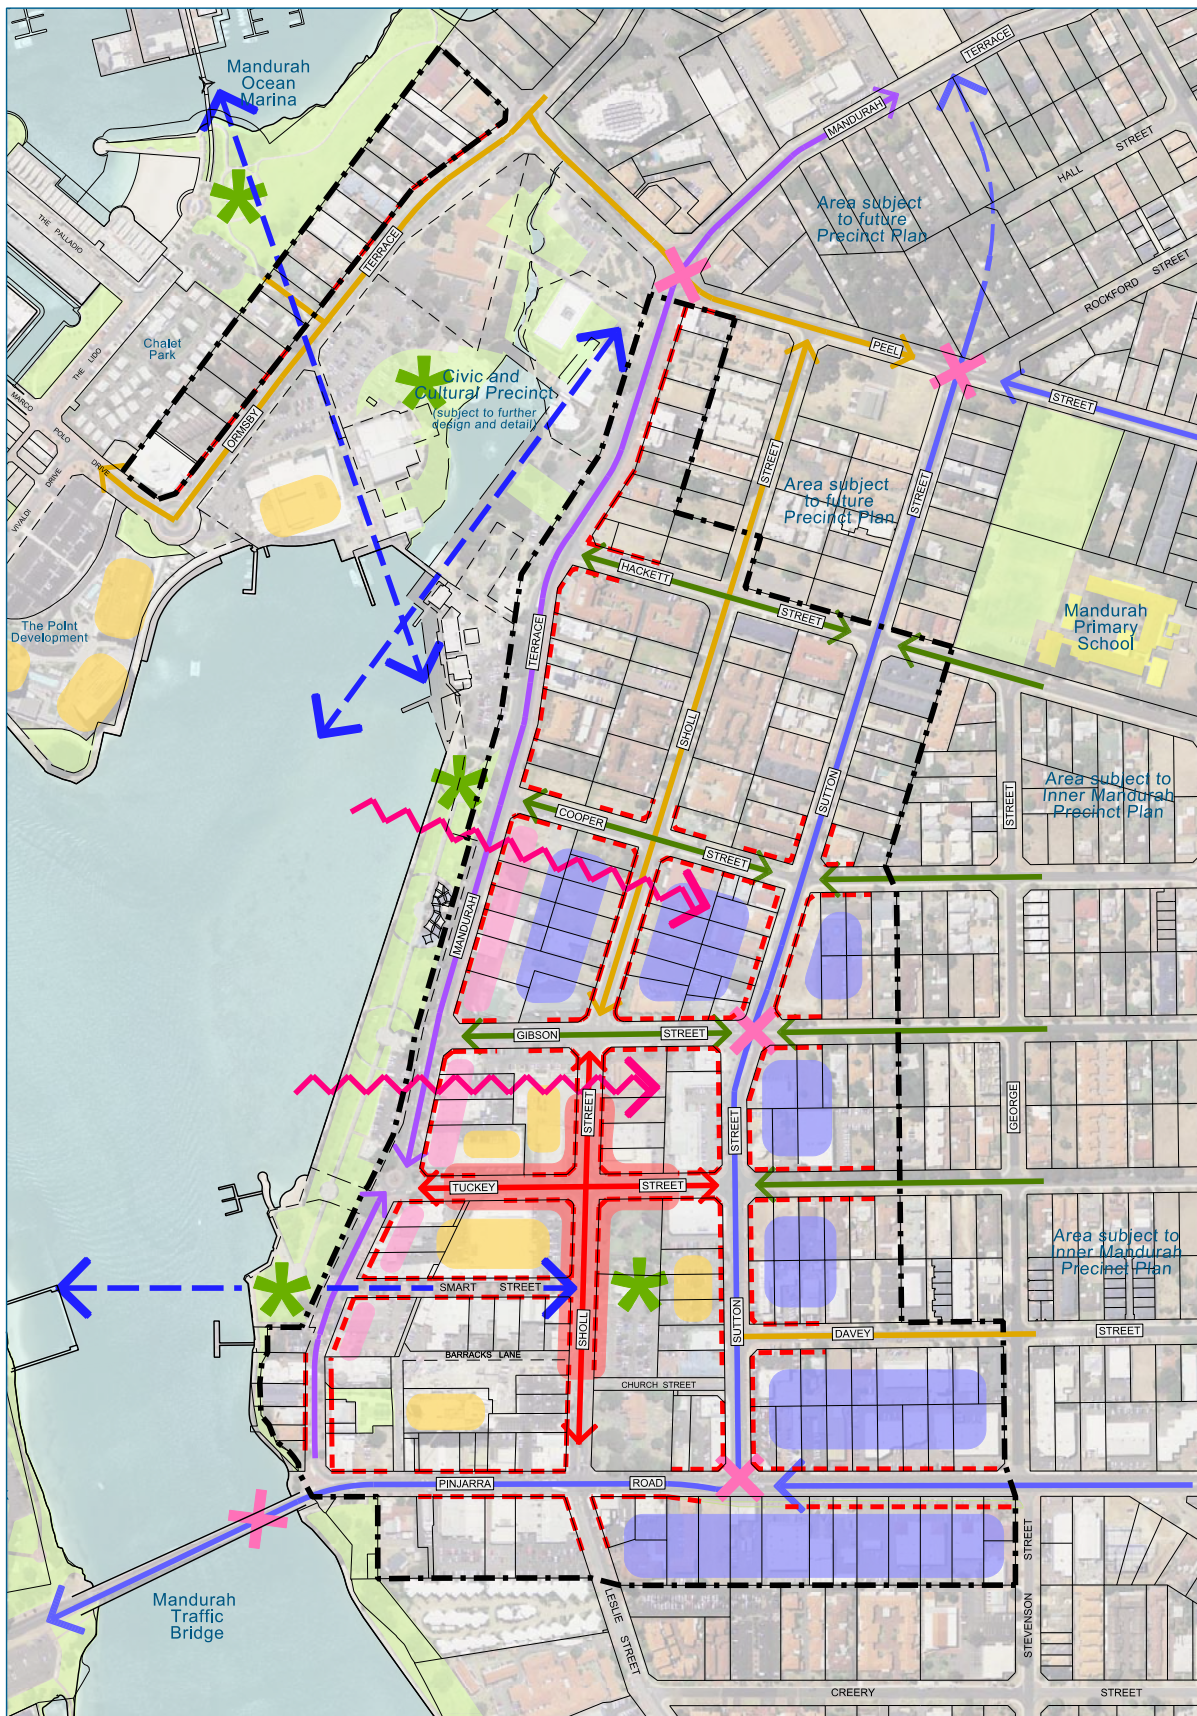 Mandurah
Ocean
Marina
TERRACE
MANDURAH
HALL STREET
Area subject
to future
Precinct Plan
THE PALLADIO
TERRACE
ROCKFORD STREET
Chalet
Park
THE LIDO
PEEL
STREET
Civic and
Cultural Precinct
(subject to further
design and detail)
MARCO
POLO
DRIVE
ORMSBY
DRIVE
VIVALDI
STREET
STREET
Area subject
to future
Precinct Plan
HACKETT
STREET
Mandurah
Primary
School
The Point
Development
TERRACE
SHOLL
SUTTON
Area subject to
Inner Mandurah
Precinct Plan
STREET
COOPER
STREET
MANDURAH
GIBSON
STREET
STREET
STREET
GEORGE
TUCKEY
STREET
Area subject to
Inner Mandurah
Precinct Plan
SMART STREET
SHOLL
SUTTON
DAVEY
STREET
BARRACKS LANE
CHURCH STREET
PINJARRA
ROAD
STREET
Mandurah
Traffic
Bridge
LESLIE STREET
STEVENSON
CREERY
STREET